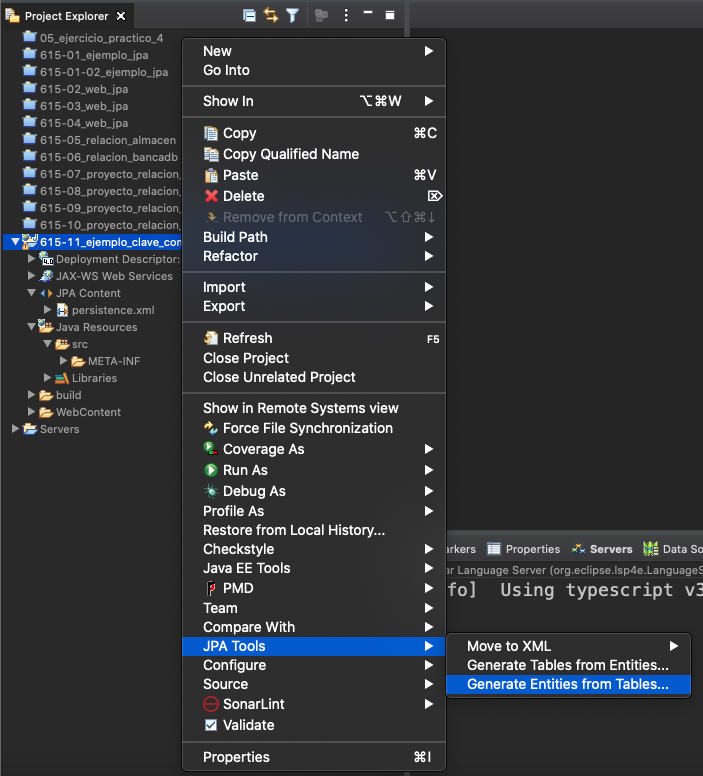 Project Explorer
05_ejercicio_practico_4
615-01_ejemplo_jpa
615-01-02_ejemplo_jpa
615-02_web_jpa
615-03_web_jpa
615-04_web_jpa
615-05_relacion_almacen
615-06_relacion_bancadb
615-07_proyecto_relacion_
615-08_proyecto_relacion_
615-09_proyecto_relacion_
615-10_proyecto_relacion_
615-11_ejemplo_clave_com
Deployment Descriptor:
JAX-WS Web Services
JPA Content
persistence.xml
Java Resources
src
META-INF
Libraries
build
WebContent
Servers
New
Go Into
Show In ⌥⌘W
Copy ⌘C
Copy Qualified Name
Paste ⌘V
Delete ⌦
Remove from Context ⌥⇧⌘↓
Build Path
Refactor
Import
Export
Refresh F5
Close Project
Close Unrelated Project
Show in Remote Systems view
Force File Synchronization
Coverage As
Run As
Debug As
Profile As
Restore from Local History...
Checkstyle
Java EE Tools
PMD
Team
Compare With
JPA Tools
Configure
Source
SonarLint
Validate
Properties ⌘I
Move to XML
Generate Tables from Entities...
Generate Entities from Tables...
rkers Properties Servers Data So
ar Language Server (org.eclipse.lsp4e.LanguageS
fo] Using typescript v3